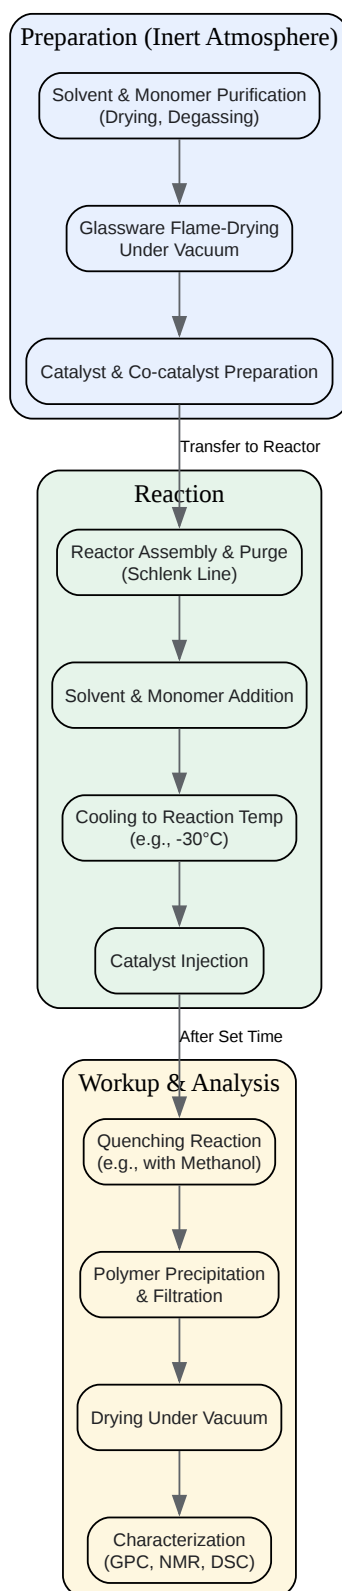 Preparation (Inert Atmosphere)
Solvent & Monomer Purification
(Drying, Degassing)
Glassware Flame-Drying
Under Vacuum
Catalyst & Co-catalyst Preparation
Transfer to Reactor
Reaction
Reactor Assembly & Purge
(Schlenk Line)
Solvent & Monomer Addition
Cooling to Reaction Temp
(e.g., -30°C)
Catalyst Injection
After Set Time
Workup & Analysis
Quenching Reaction
(e.g., with Methanol)
Polymer Precipitation
& Filtration
Drying Under Vacuum
Characterization
(GPC, NMR, DSC)